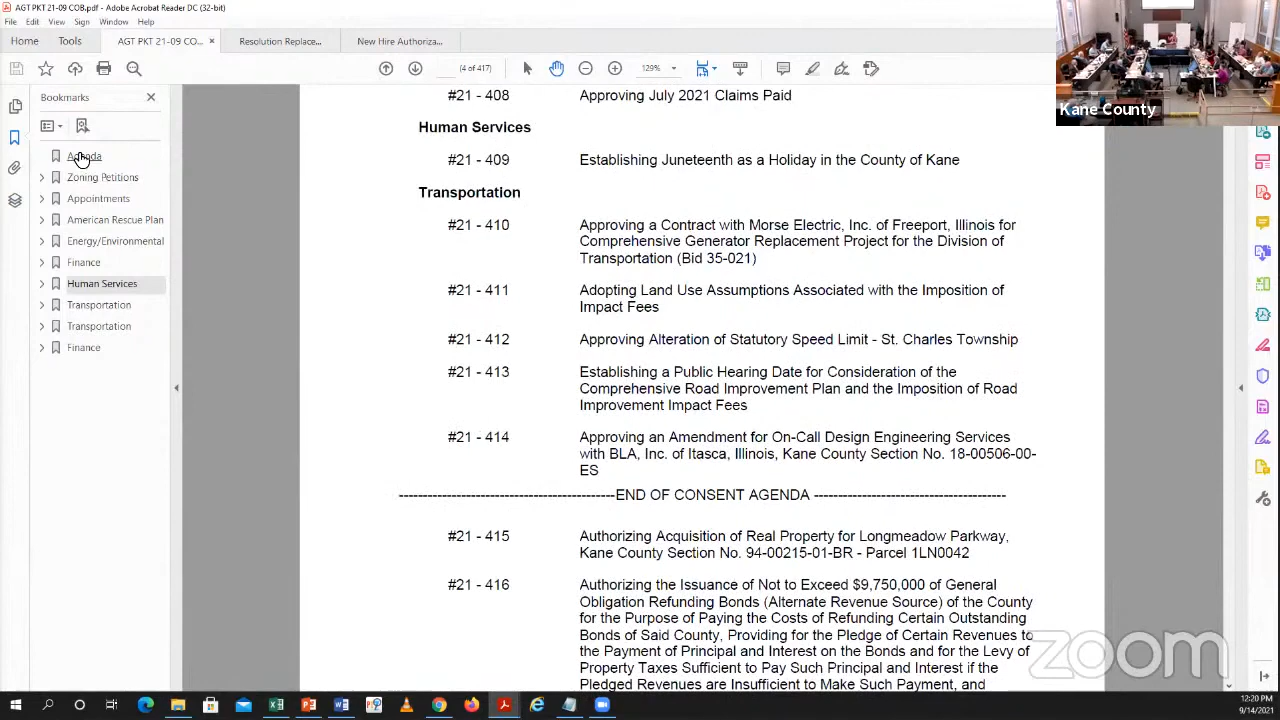 AGT PKT 21-09 COB.pdf - Adobe Acrobat Reader DC (32-bit)
File Edit View Sign Window Help
Home Tools AGT PKT 21-09 CO... × Resolution Replace... New Hire Authoriza...
(4 of 417) 129%
Kane County
Bookmarks
Agenda
Zoning Petitions
Appointments
American Rescue Plan
Energy/Environmental
Finance
Human Services
Transportation
Transportation
Finance
#21 - 408 Approving July 2021 Claims Paid
Human Services
#21 - 409 Establishing Juneteenth as a Holiday in the County of Kane
Transportation
#21 - 410 Approving a Contract with Morse Electric, Inc. of Freeport, Illinois for
Comprehensive Generator Replacement Project for the Division of
Transportation (Bid 35-021)
#21 - 411 Adopting Land Use Assumptions Associated with the Imposition of
Impact Fees
#21 - 412 Approving Alteration of Statutory Speed Limit - St. Charles Township
#21 - 413 Establishing a Public Hearing Date for Consideration of the
Comprehensive Road Improvement Plan and the Imposition of Road
Improvement Impact Fees
#21 - 414 Approving an Amendment for On-Call Design Engineering Services
with BLA, Inc. of Itasca, Illinois, Kane County Section No. 18-00506-00-
ES
--------------------------------------------END OF CONSENT AGENDA ---------------------------------------
#21 - 415 Authorizing Acquisition of Real Property for Longmeadow Parkway,
Kane County Section No. 94-00215-01-BR - Parcel 1LN0042
#21 - 416 Authorizing the Issuance of Not to Exceed $9,750,000 of General
Obligation Refunding Bonds (Alternate Revenue Source) of the County
for the Purpose of Paying the Costs of Refunding Certain Outstanding
Bonds of Said County, Providing for the Pledge of Certain Revenues to
the Payment of Principal and Interest on the Bonds and for the Levy of
Property Taxes Sufficient to Pay Such Principal and Interest if the
Pledged Revenues are Insufficient to Make Such Payment, and
zoom
12:20 PM
9/14/2021